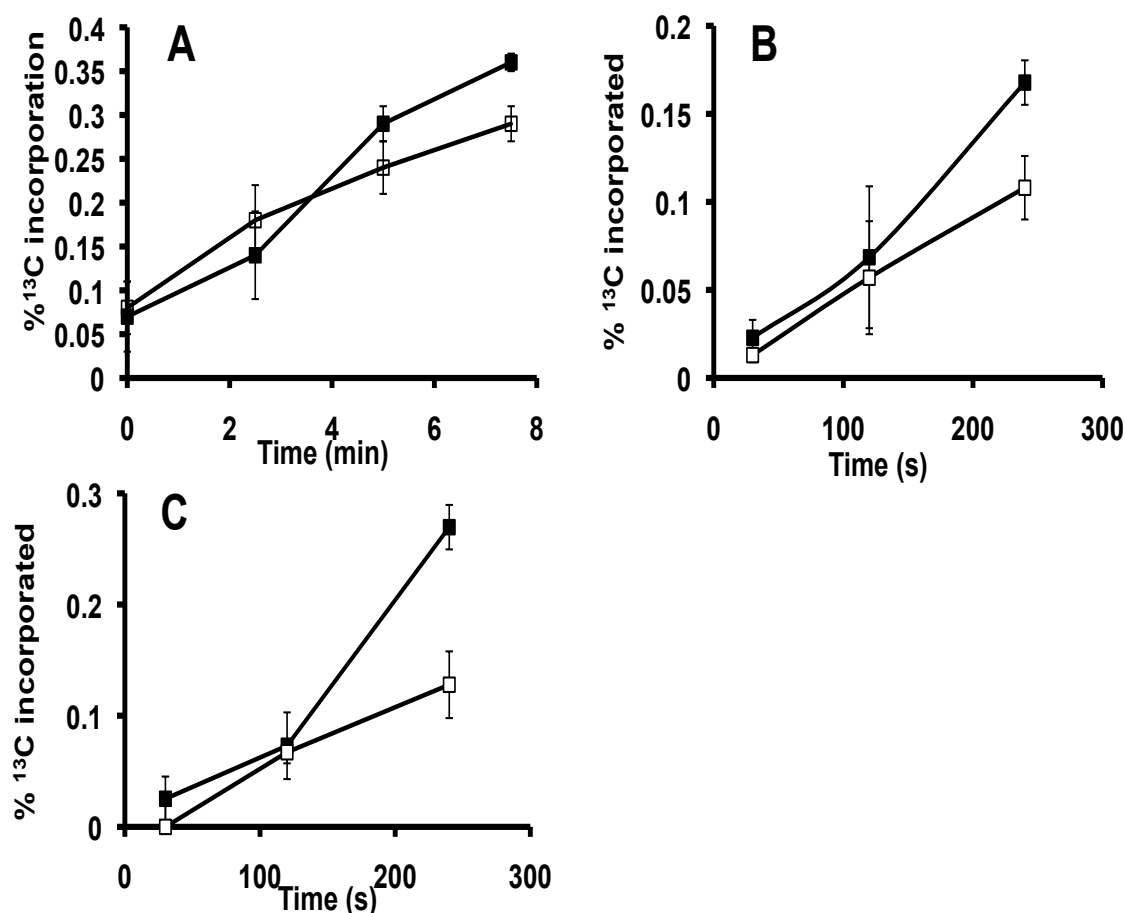 A
% ¹³C incorporation
0.4
0.35
0.3
0.25
0.2
0.15
0.1
0.05
0
0 2 4 6 8
Time (min)
B
% ¹³C incorporated
0.2
0.15
0.1
0.05
0
0 100 200 300
Time (s)
C
% ¹³C incorporated
0.3
0.2
0.1
0
0 100 200 300
Time (s)